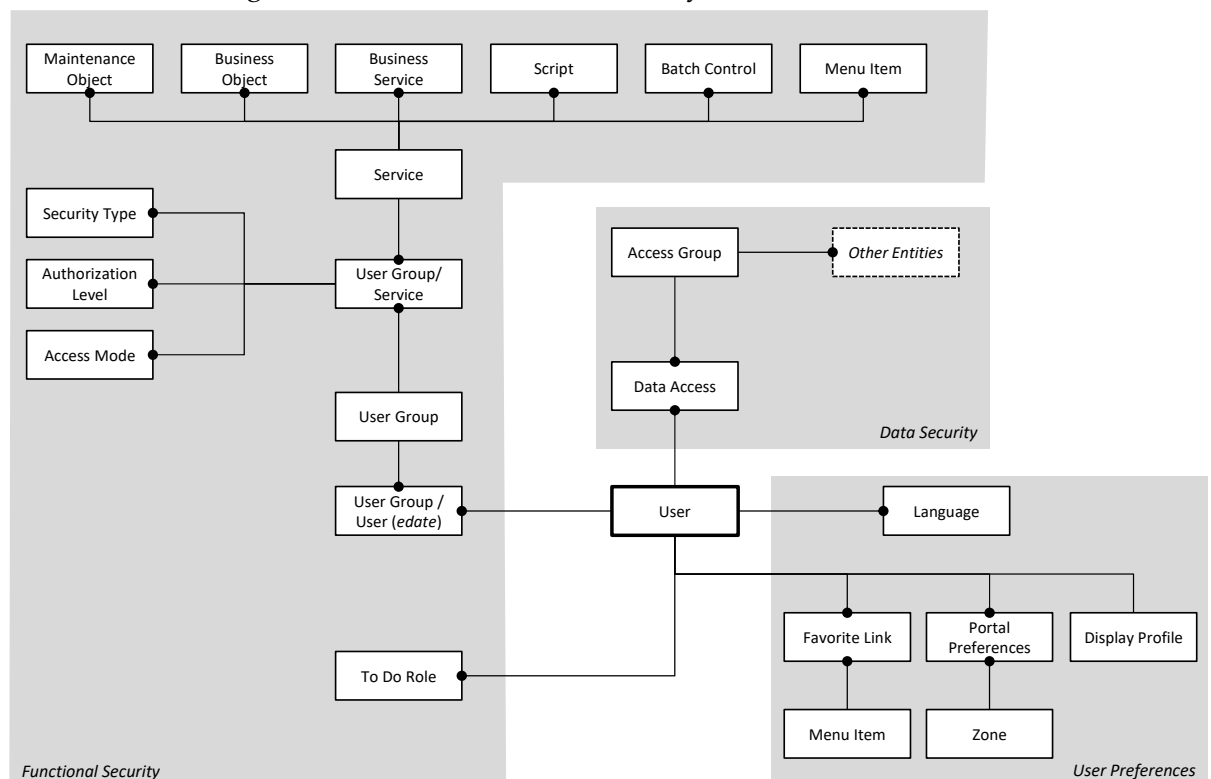 Maintenance
Object
Business
Object
Business
Service
Script
Batch Control
Menu Item
Service
Security Type
Authorization
Level
Access Mode
User Group/
Service
User Group
User Group /
User (edate)
To Do Role
Functional Security
Access Group
Other Entities
Data Access
Data Security
User
Language
Favorite Link
Portal
Preferences
Display Profile
Menu Item
Zone
User Preferences